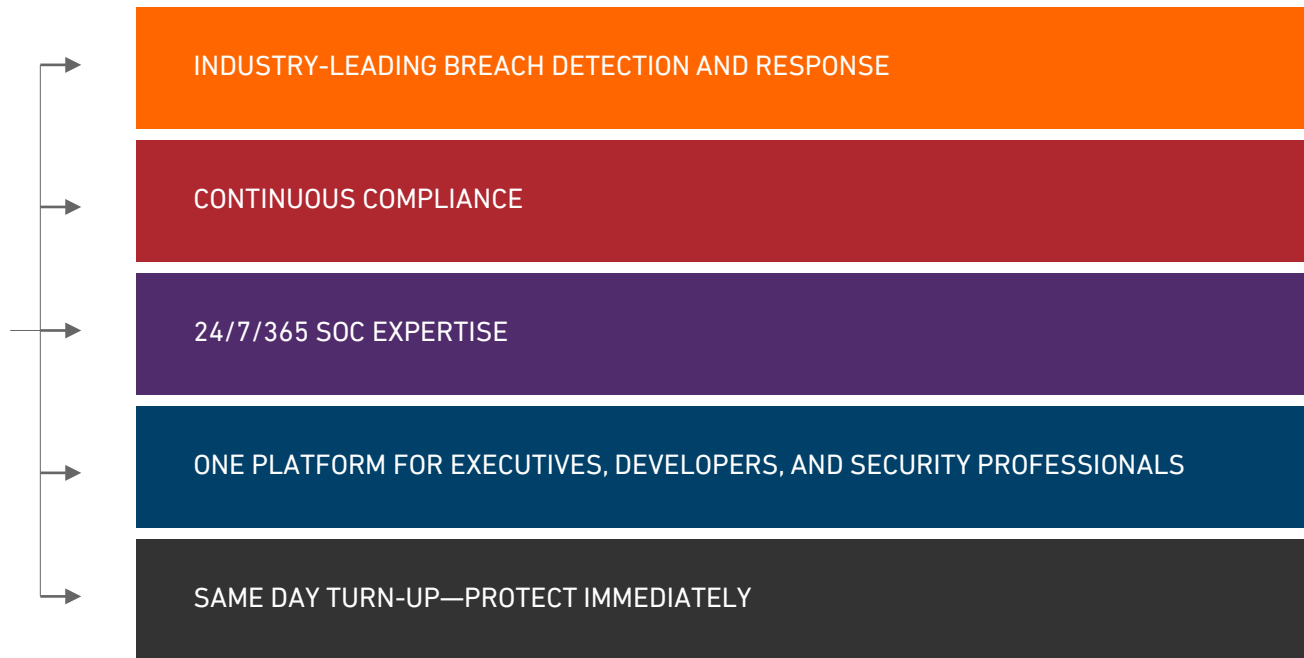 INDUSTRY-LEADING BREACH DETECTION AND RESPONSE
CONTINUOUS COMPLIANCE
24/7/365 SOC EXPERTISE
ONE PLATFORM FOR EXECUTIVES, DEVELOPERS, AND SECURITY PROFESSIONALS
SAME DAY TURN-UP—PROTECT IMMEDIATELY